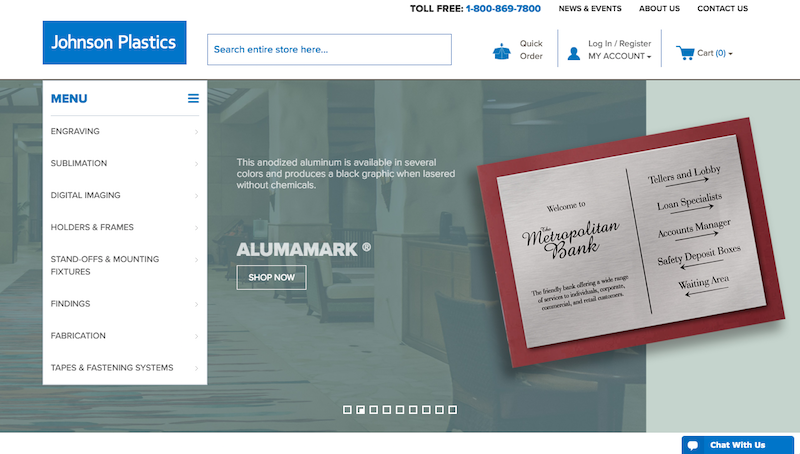 TOLL FREE: 1-800-869-7800
NEWS & EVENTS
ABOUT US
CONTACT US
Johnson Plastics
Search entire store here...
Quick
Order
Log In / Register
MY ACCOUNT
Cart (0)
MENU
ENGRAVING
SUBLIMATION
DIGITAL IMAGING
HOLDERS & FRAMES
STAND-OFFS & MOUNTING
FIXTURES
FINDINGS
FABRICATION
TAPES & FASTENING SYSTEMS
This anodized aluminum is available in several
colors and produces a black graphic when lasered
without chemicals.
ALUMAMARK ®
SHOP NOW
Welcome to
The
Metropolitan
Bank
The friendly bank offering a wide range
of services to individuals, corporate,
commercial, and retail customers.
Tellers and Lobby
Loan Specialists
Accounts Manager
Safety Deposit Boxes
Waiting Area
Chat With Us